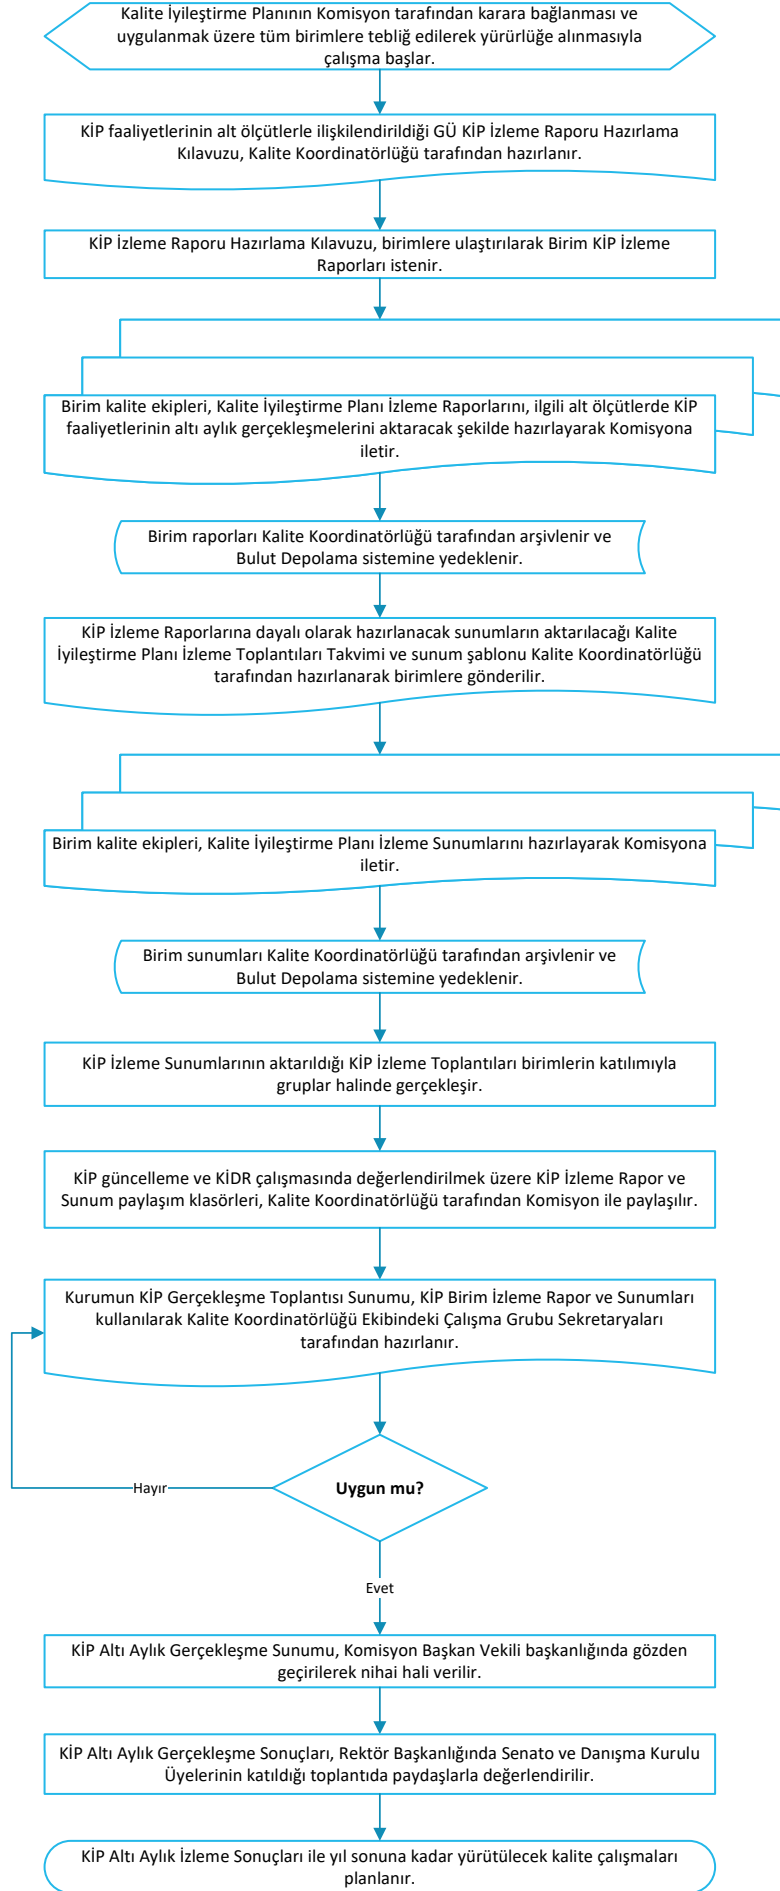 Kalite İyileştirme Planının Komisyon tarafından karara bağlanması ve
uygulanmak üzere tüm birimlere tebliğ edilerek yürürlüğe alınmasıyla
çalışma başlar.
KİP faaliyetlerinin alt ölçütlerle ilişkilendirildiği GÜ KİP İzleme Raporu Hazırlama
Kılavuzu, Kalite Koordinatörlüğü tarafından hazırlanır.
KİP İzleme Raporu Hazırlama Kılavuzu, birimlere ulaştırılarak Birim KİP İzleme
Raporları istenir.
Birim kalite ekipleri, Kalite İyileştirme Planı İzleme Raporlarını, ilgili alt ölçütlerde KİP
faaliyetlerinin altı aylık gerçekleşmelerini aktaracak şekilde hazırlayarak Komisyona
iletir.
Birim raporları Kalite Koordinatörlüğü tarafından arşivlenir ve
Bulut Depolama sistemine yedeklenir.
KİP İzleme Raporlarına dayalı olarak hazırlanacak sunumların aktarılacağı Kalite
İyileştirme Planı İzleme Toplantıları Takvimi ve sunum şablonu Kalite Koordinatörlüğü
tarafından hazırlanarak birimlere gönderilir.
Birim kalite ekipleri, Kalite İyileştirme Planı İzleme Sunumlarını hazırlayarak Komisyona
iletir.
Birim sunumları Kalite Koordinatörlüğü tarafından arşivlenir ve
Bulut Depolama sistemine yedeklenir.
KİP İzleme Sunumlarının aktarıldığı KİP İzleme Toplantıları birimlerin katılımıyla
gruplar halinde gerçekleşir.
KİP güncelleme ve KİDR çalışmasında değerlendirilmek üzere KİP İzleme Rapor ve
Sunum paylaşım klasörleri, Kalite Koordinatörlüğü tarafından Komisyon ile paylaşılır.
Kurumun KİP Gerçekleşme Toplantısı Sunumu, KİP Birim İzleme Rapor ve Sunumları
kullanılarak Kalite Koordinatörlüğü Ekibindeki Çalışma Grubu Sekretaryaları
tarafından hazırlanır.
Uygun mu?
Hayır
Evet
KİP Altı Aylık Gerçekleşme Sunumu, Komisyon Başkan Vekili başkanlığında gözden
geçirilerek nihai hali verilir.
KİP Altı Aylık Gerçekleşme Sonuçları, Rektör Başkanlığında Senato ve Danışma Kurulu
Üyelerinin katıldığı toplantıda paydaşlarla değerlendirilir.
KİP Altı Aylık İzleme Sonuçları ile yıl sonuna kadar yürütülecek kalite çalışmaları
planlanır.